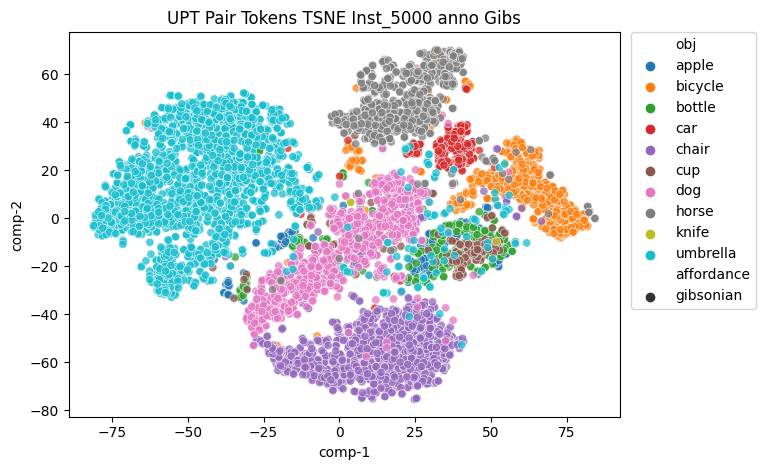 UPT Pair Tokens TSNE Inst_5000 anno Gibs
comp-2
60
40
20
0
−20
−40
−60
−80
−75
−50
−25
0
25
50
75
comp-1
obj
apple
bicycle
bottle
car
chair
cup
dog
horse
knife
umbrella
affordance
gibsonian